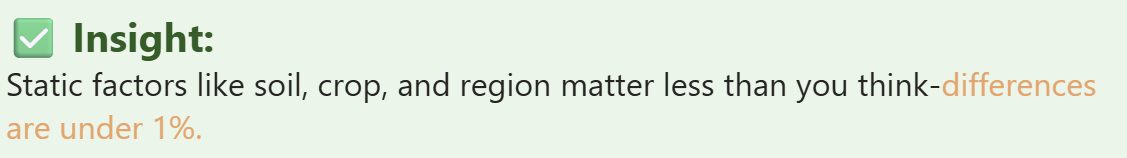 ✅ Insight:
Static factors like soil, crop, and region matter less than you think-differences
are under 1%.